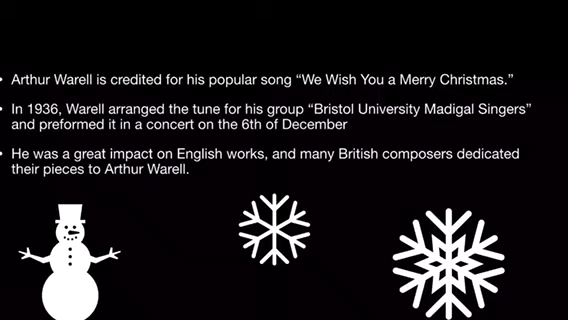 • Arthur Warell is credited for his popular song “We Wish You a Merry Christmas.”
• In 1936, Warell arranged the tune for his group “Bristol University Madigal Singers”
and preformed it in a concert on the 6th of December
• He was a great impact on English works, and many British composers dedicated
their pieces to Arthur Warell.